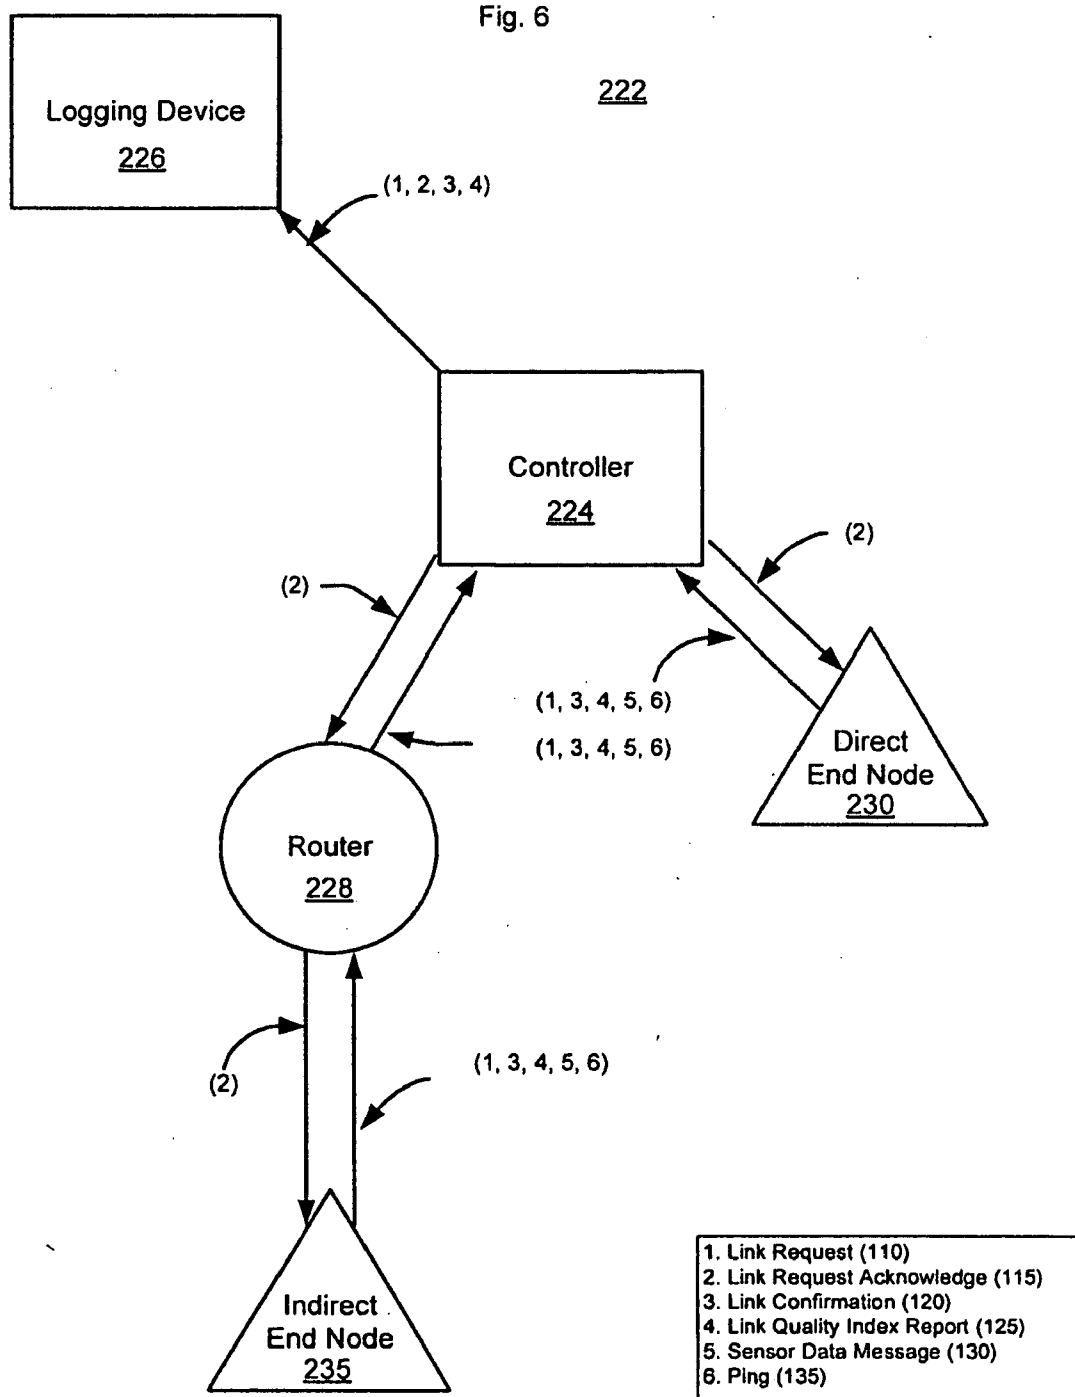 Fig. 6
222
Logging Device
226
(1, 2, 3, 4)
Controller
224
(2)
(2)
(1, 3, 4, 5, 6)
(1, 3, 4, 5, 6)
Direct
End Node
230
Router
228
(2)
(1, 3, 4, 5, 6)
Indirect
End Node
235
1. Link Request (110)
2. Link Request Acknowledge (115)
3. Link Confirmation (120)
4. Link Quality Index Report (125)
5. Sensor Data Message (130)
6. Ping (135)